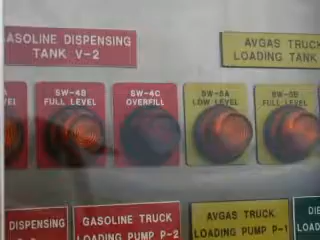 GASOLINE DISPENSING
TANK V-2
AVGAS TRUCK
LOADING TANK
SW-4B
FULL LEVEL
SW-4C
OVERFILL
SW-5A
LOW LEVEL
SW-5B
FULL LEVEL
DISPENSING
GASOLINE TRUCK
LOADING PUMP P-2
AVGAS TRUCK
LOADING PUMP P-1